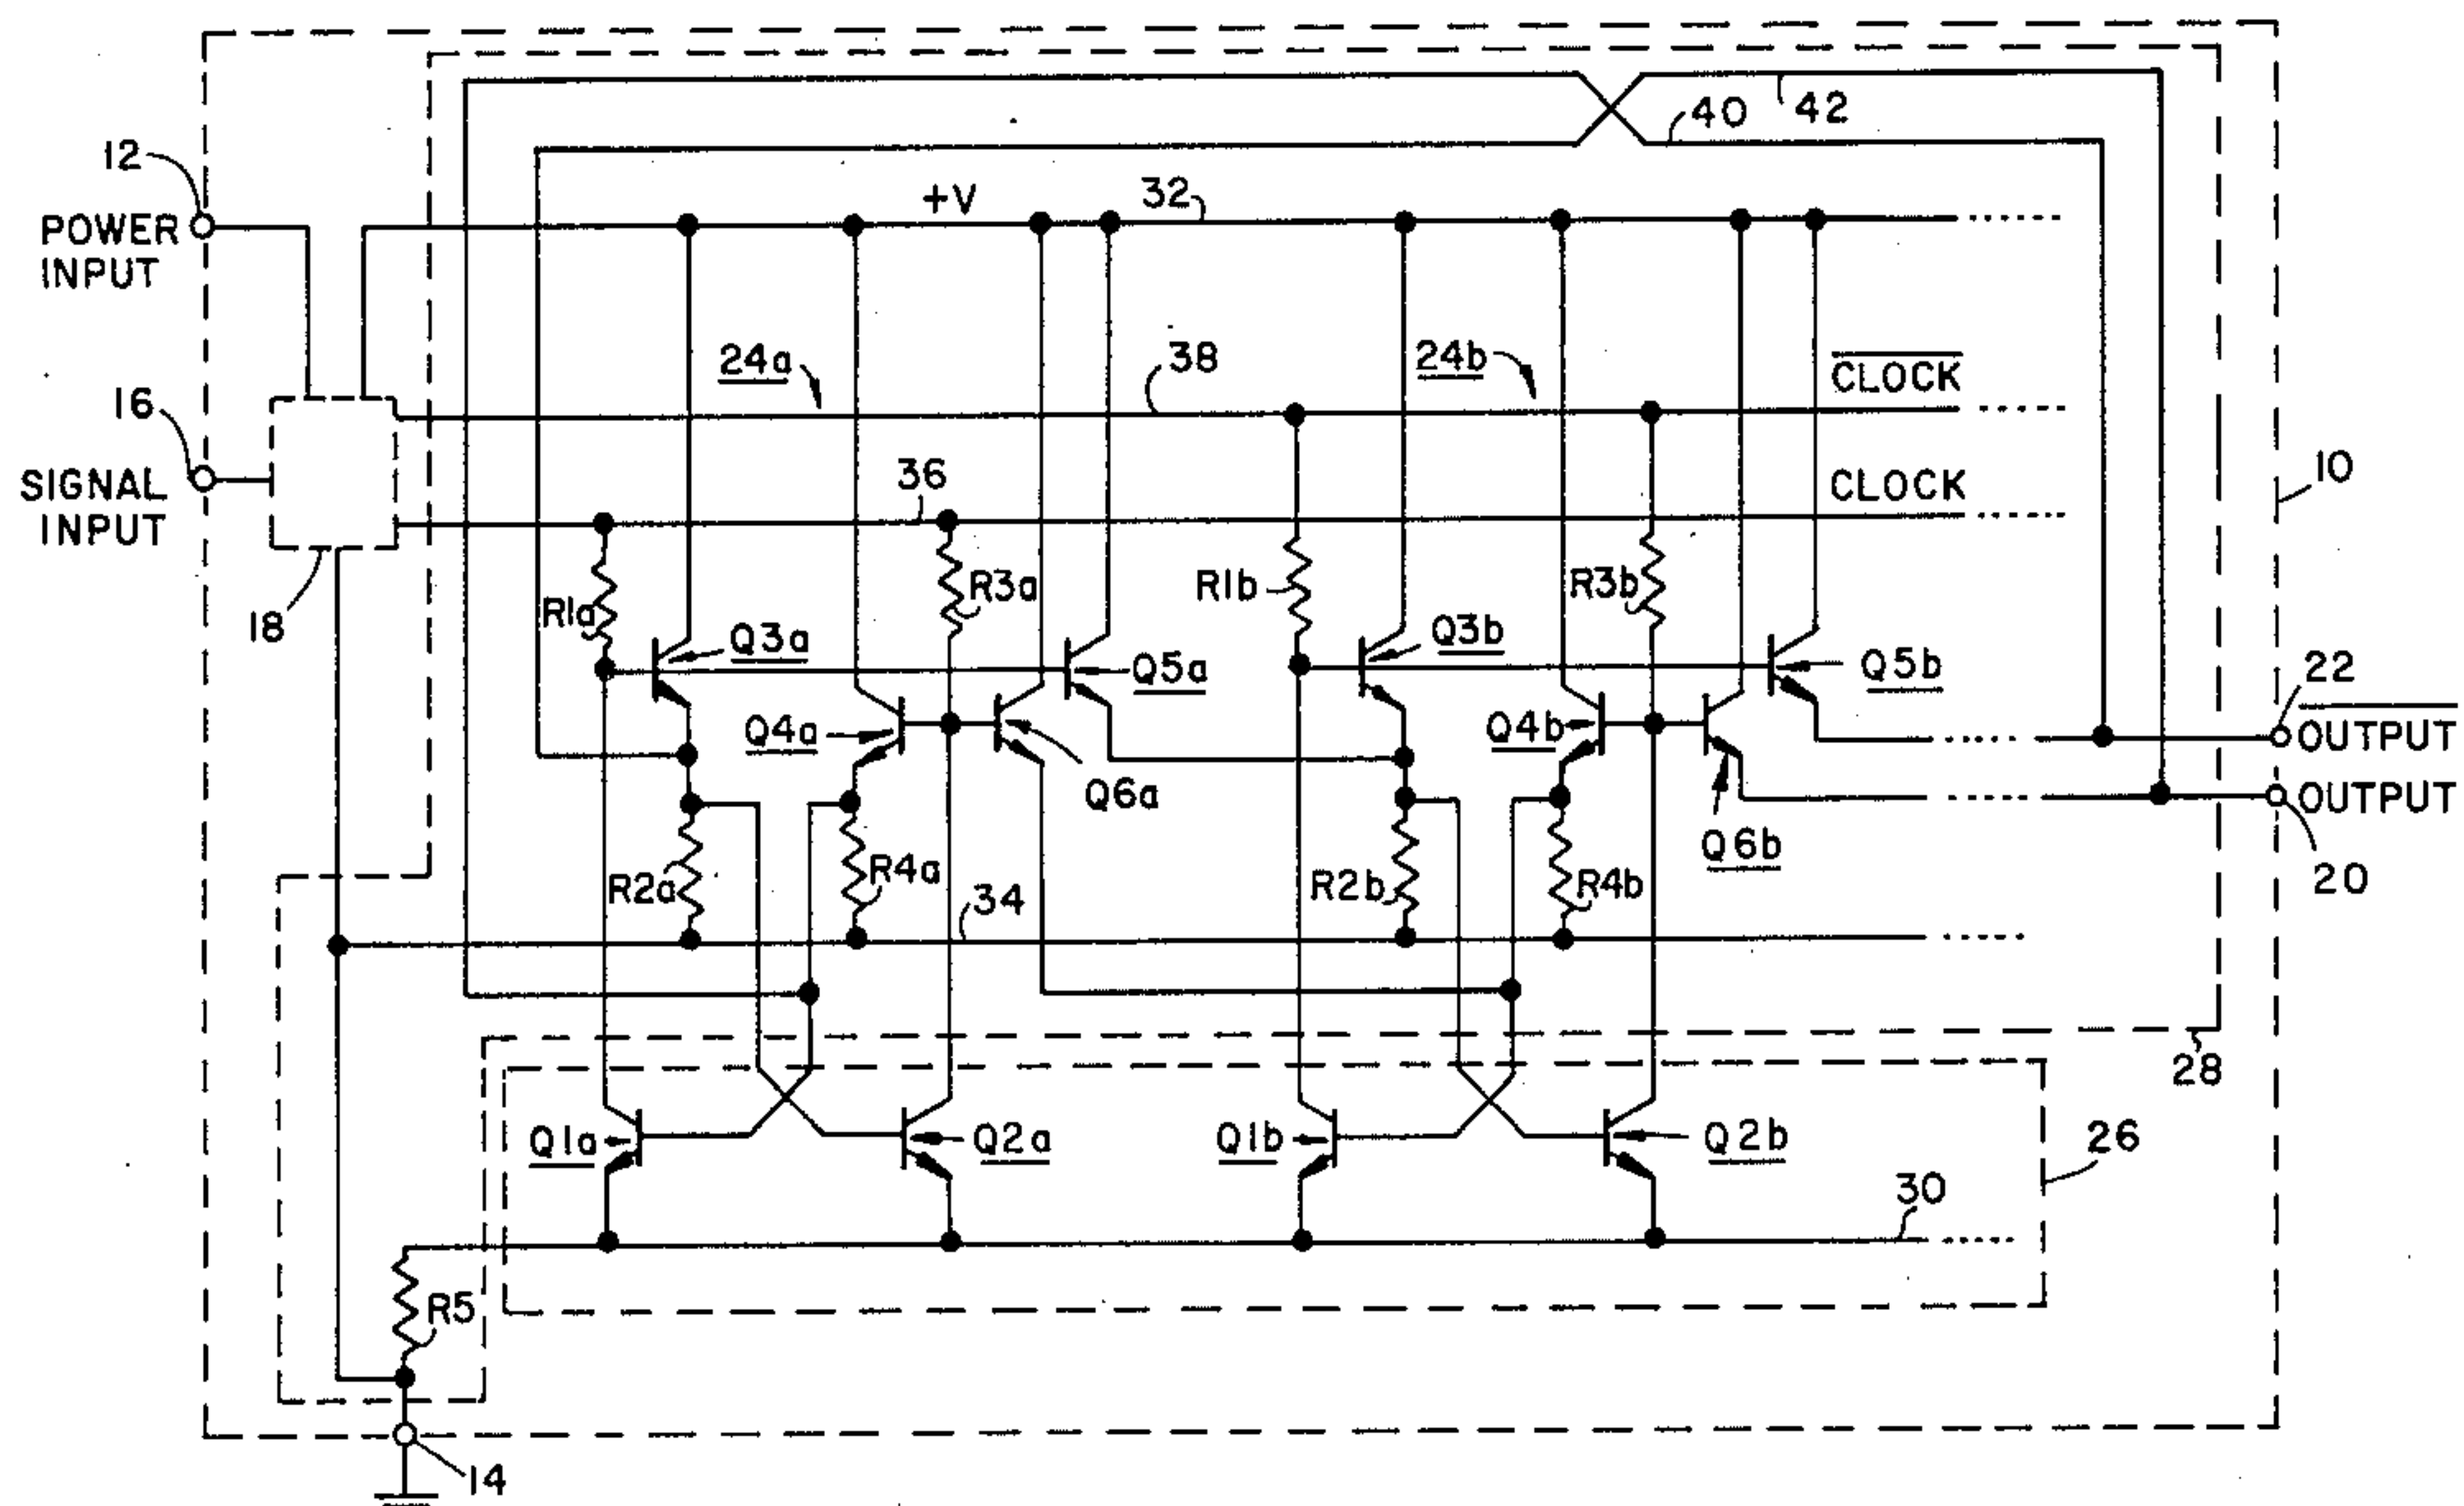 42
40
12
+V
32
POWER
INPUT
24a
38
24b
CLOCK
16
36
CLOCK
10
SIGNAL
INPUT
R1a
R3a
R1b
R3b
18
Q3a
Q5a
Q3b
Q5b
22
Q4a
Q4b
OUTPUT
Q6a
OUTPUT
Q6b
R2a
R4a
R2b
R4b
20
34
28
Q1a
Q2a
Q1b
Q2b
26
30
R5
14